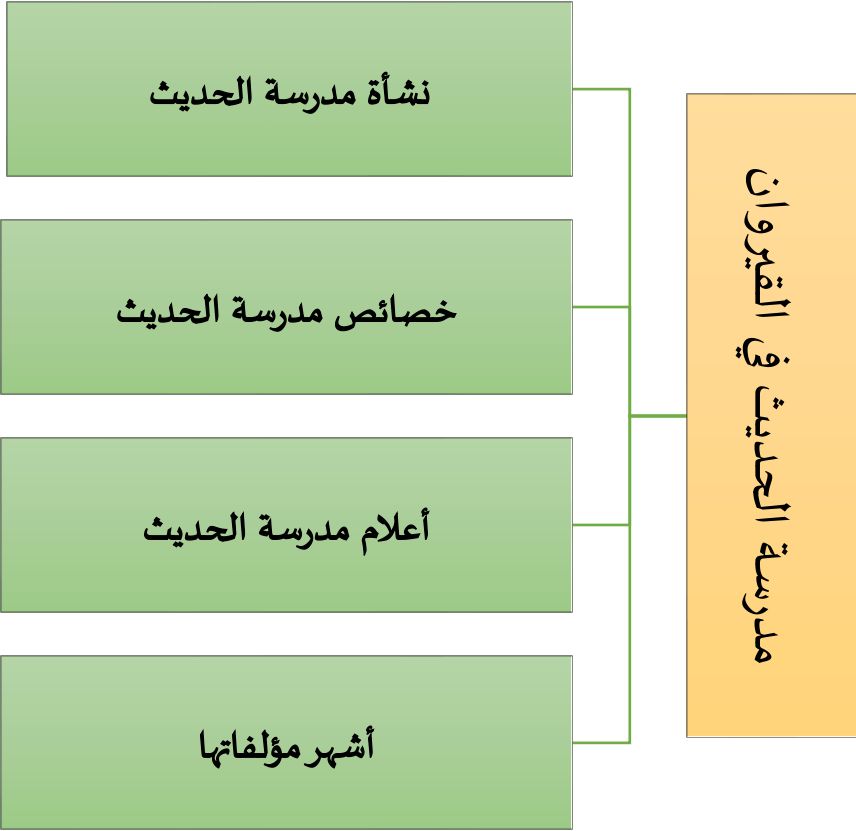 مدرسة الحديث في القيروان
نشأة مدرسة الحديث
خصائص مدرسة الحديث
أعلام مدرسة الحديث
أشهر مؤلفاتها